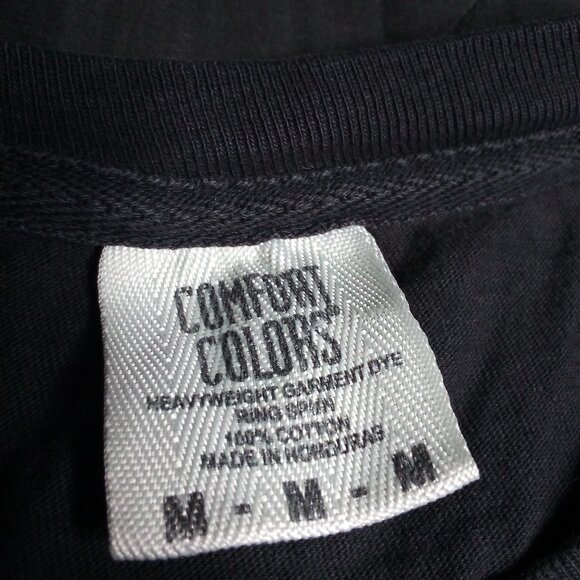 COMFORT
COLORS®
HEAVYWEIGHT GARMENT DYE
RING SPUN
100% COTTON
MADE IN HONDURAS
M - M - M